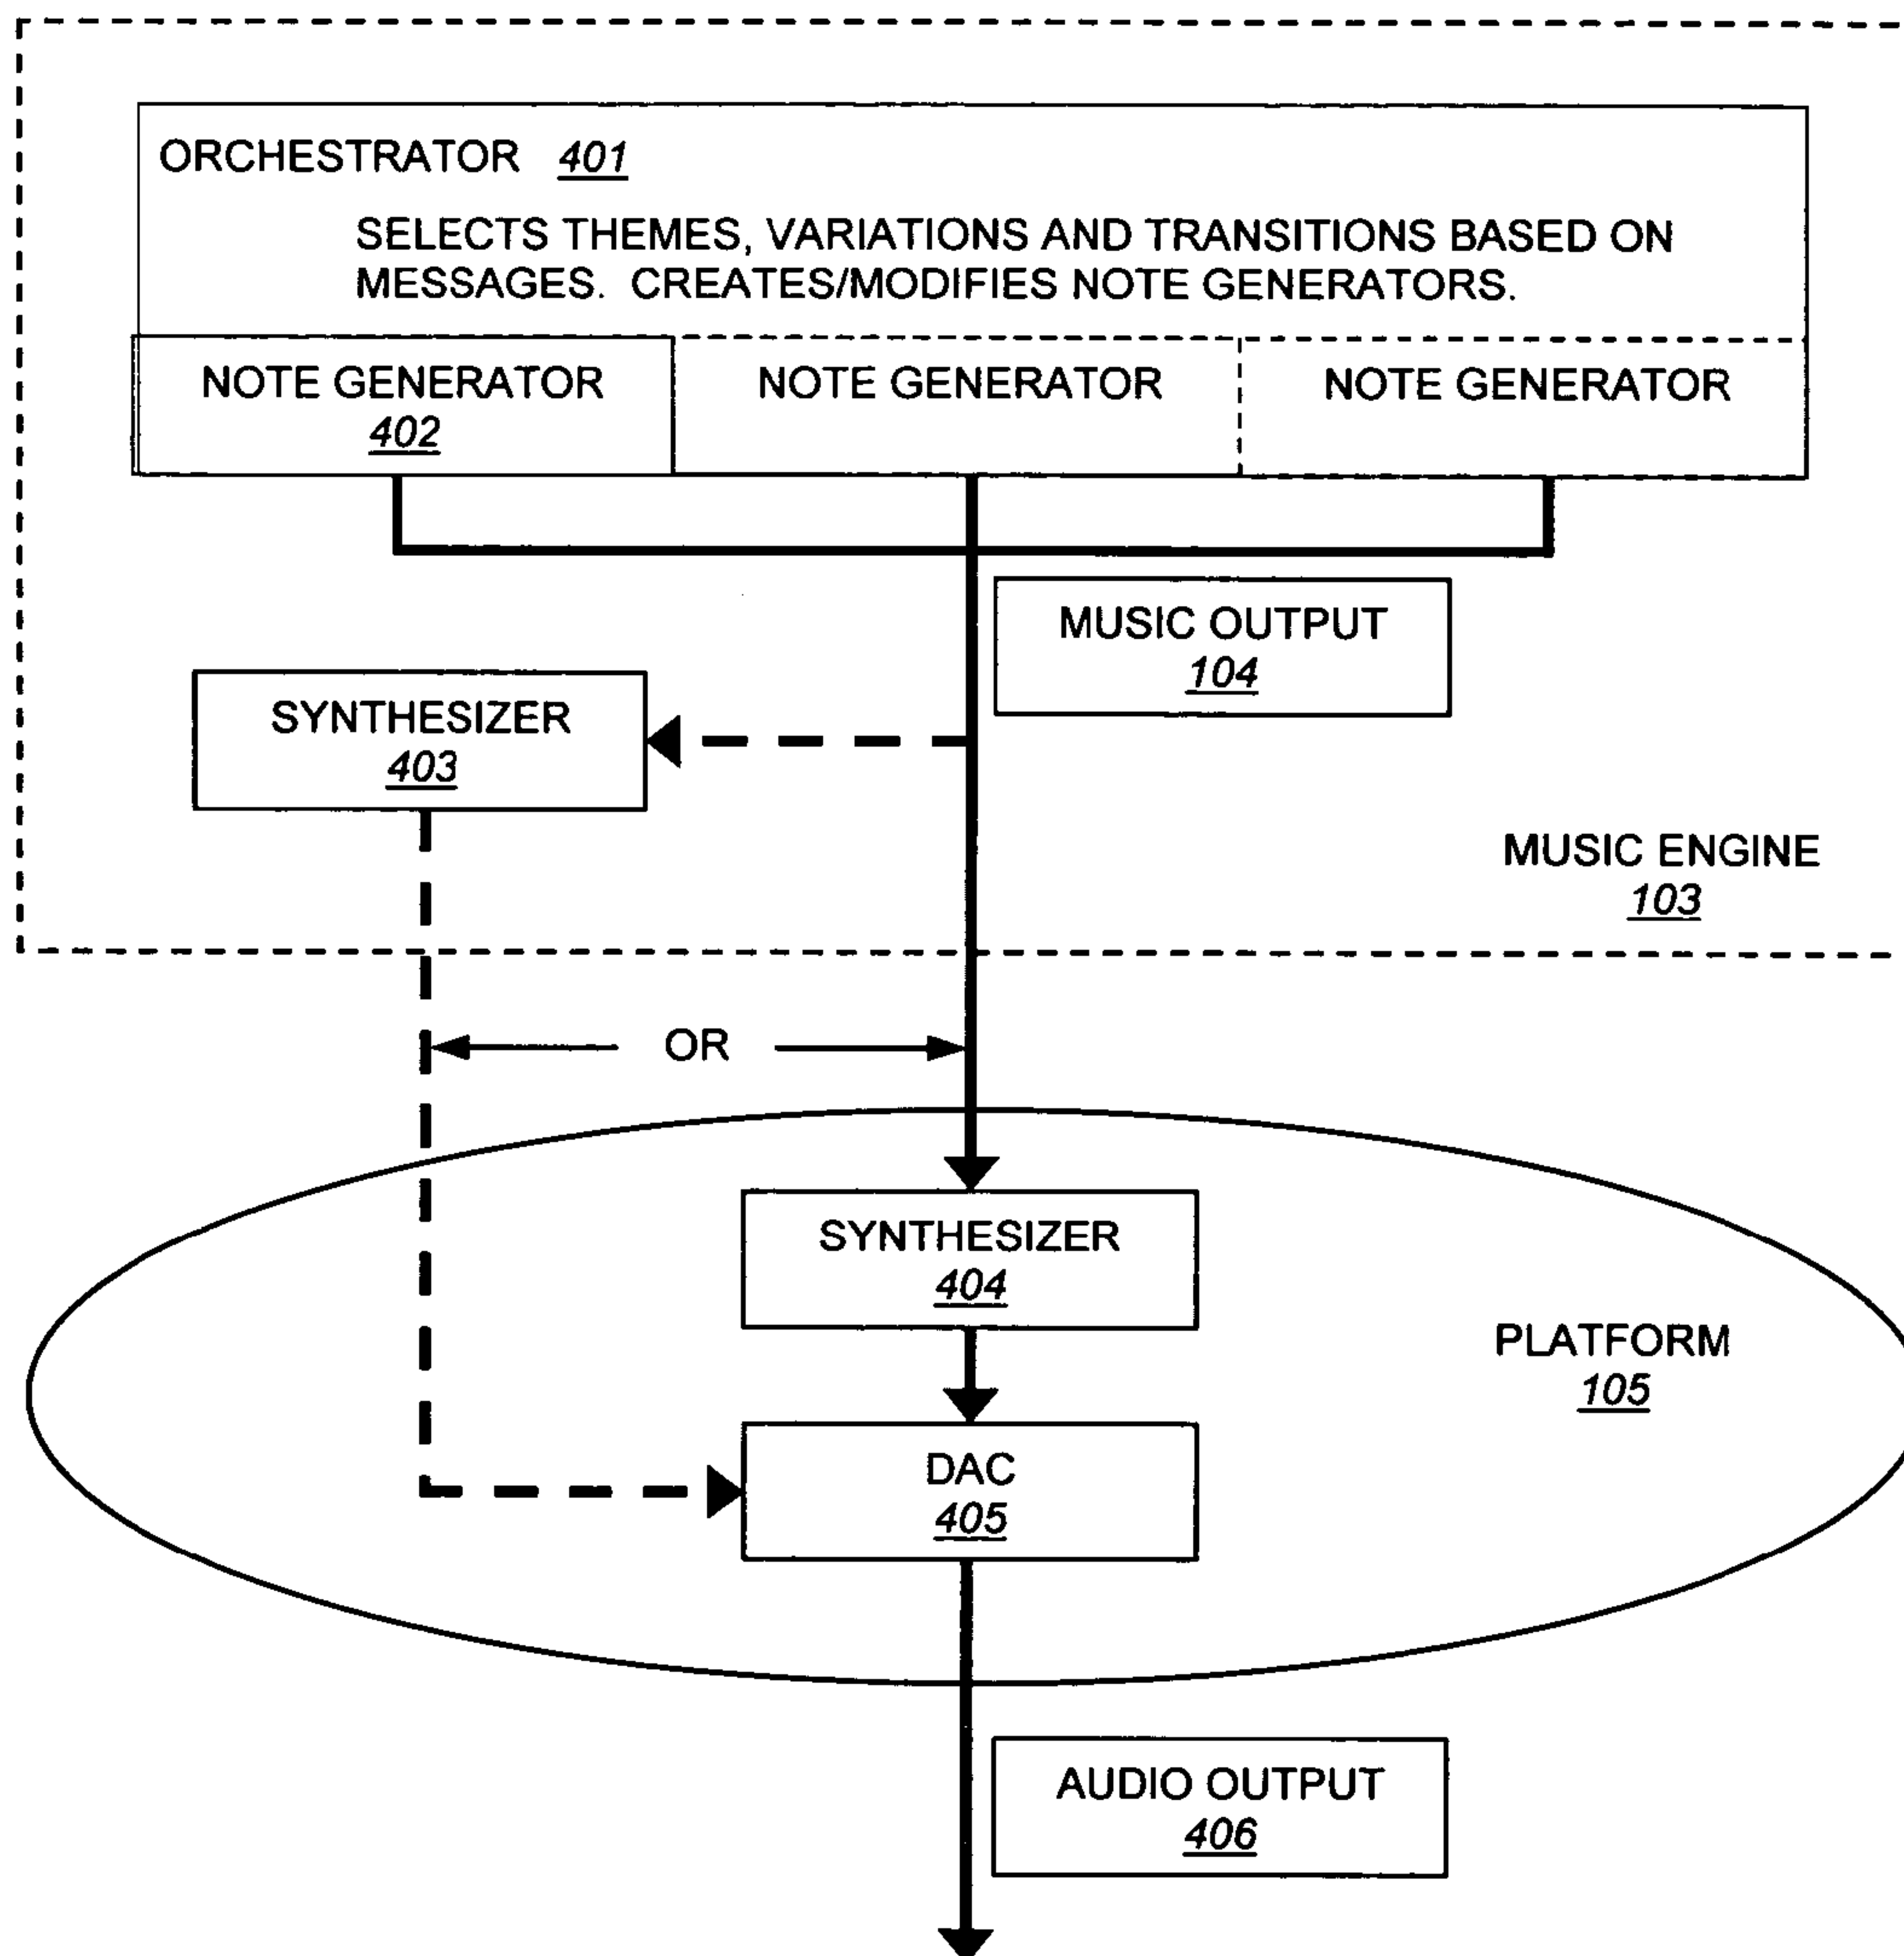 ORCHESTRATOR 401
SELECTS THEMES, VARIATIONS AND TRANSITIONS BASED ON
MESSAGES. CREATES/MODIFIES NOTE GENERATORS.
NOTE GENERATOR
402
NOTE GENERATOR
NOTE GENERATOR
MUSIC OUTPUT
104
SYNTHESIZER
403
MUSIC ENGINE
103
OR
SYNTHESIZER
404
PLATFORM
105
DAC
405
AUDIO OUTPUT
406